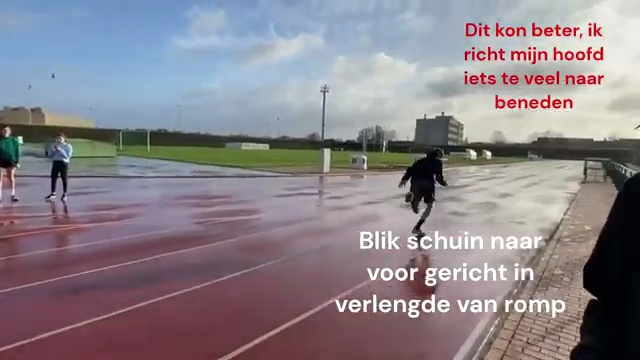 Dit kon beter, ik
richt mijn hoofd
iets te veel naar
beneden
Blik schuin naar
voor gericht in
verlengde van romp